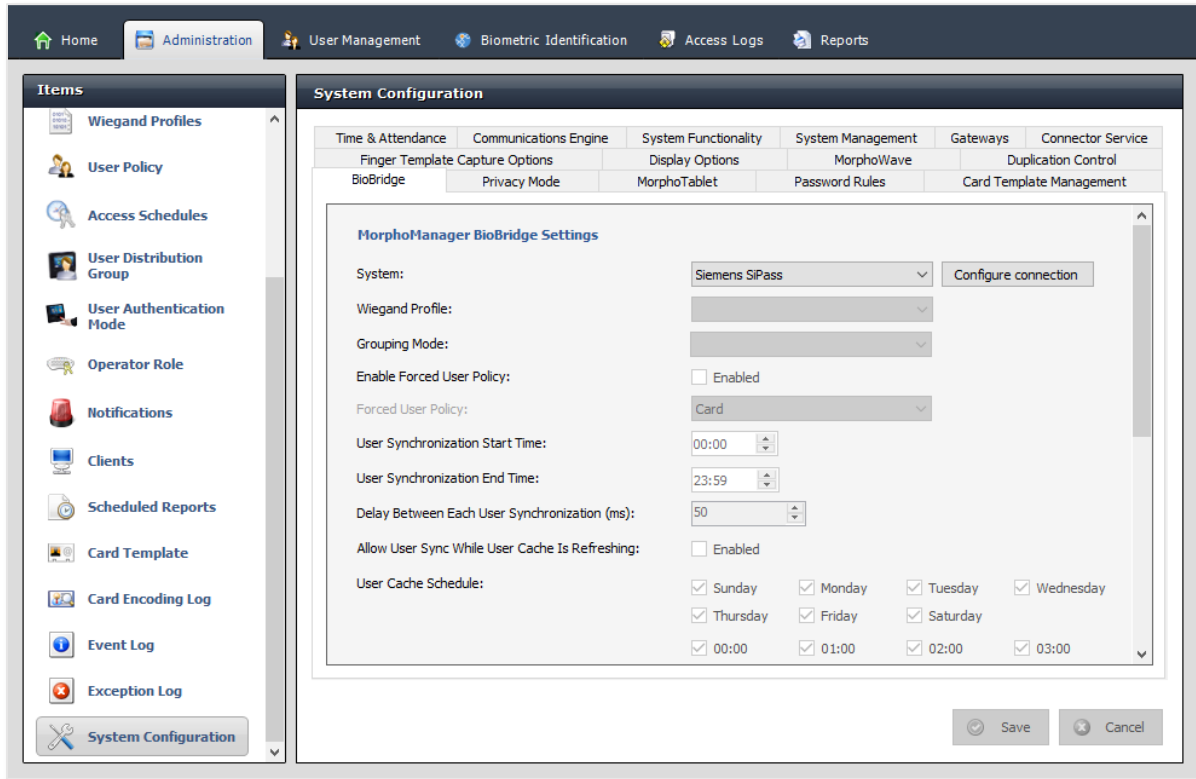 Home
Administration
User Management
Biometric Identification
Access Logs
Reports
Items
Wiegand Profiles
User Policy
Access Schedules
User Distribution
Group
User Authentication
Mode
Operator Role
Notifications
Clients
Scheduled Reports
Card Template
Card Encoding Log
Event Log
Exception Log
System Configuration
System Configuration
Time & Attendance Communications Engine System Functionality System Management Gateways Connector Service
Finger Template Capture Options Display Options MorphoWave Duplication Control
BioBridge Privacy Mode MorphoTablet Password Rules Card Template Management
MorphoManager BioBridge Settings
System: Siemens SiPass Configure connection
Wiegand Profile:
Grouping Mode:
Enable Forced User Policy: Enabled
Forced User Policy: Card
User Synchronization Start Time: 00:00
User Synchronization End Time: 23:59
Delay Between Each User Synchronization (ms): 50
Allow User Sync While User Cache Is Refreshing: Enabled
User Cache Schedule: Sunday Monday Tuesday Wednesday
Thursday Friday Saturday
00:00 01:00 02:00 03:00
Save Cancel